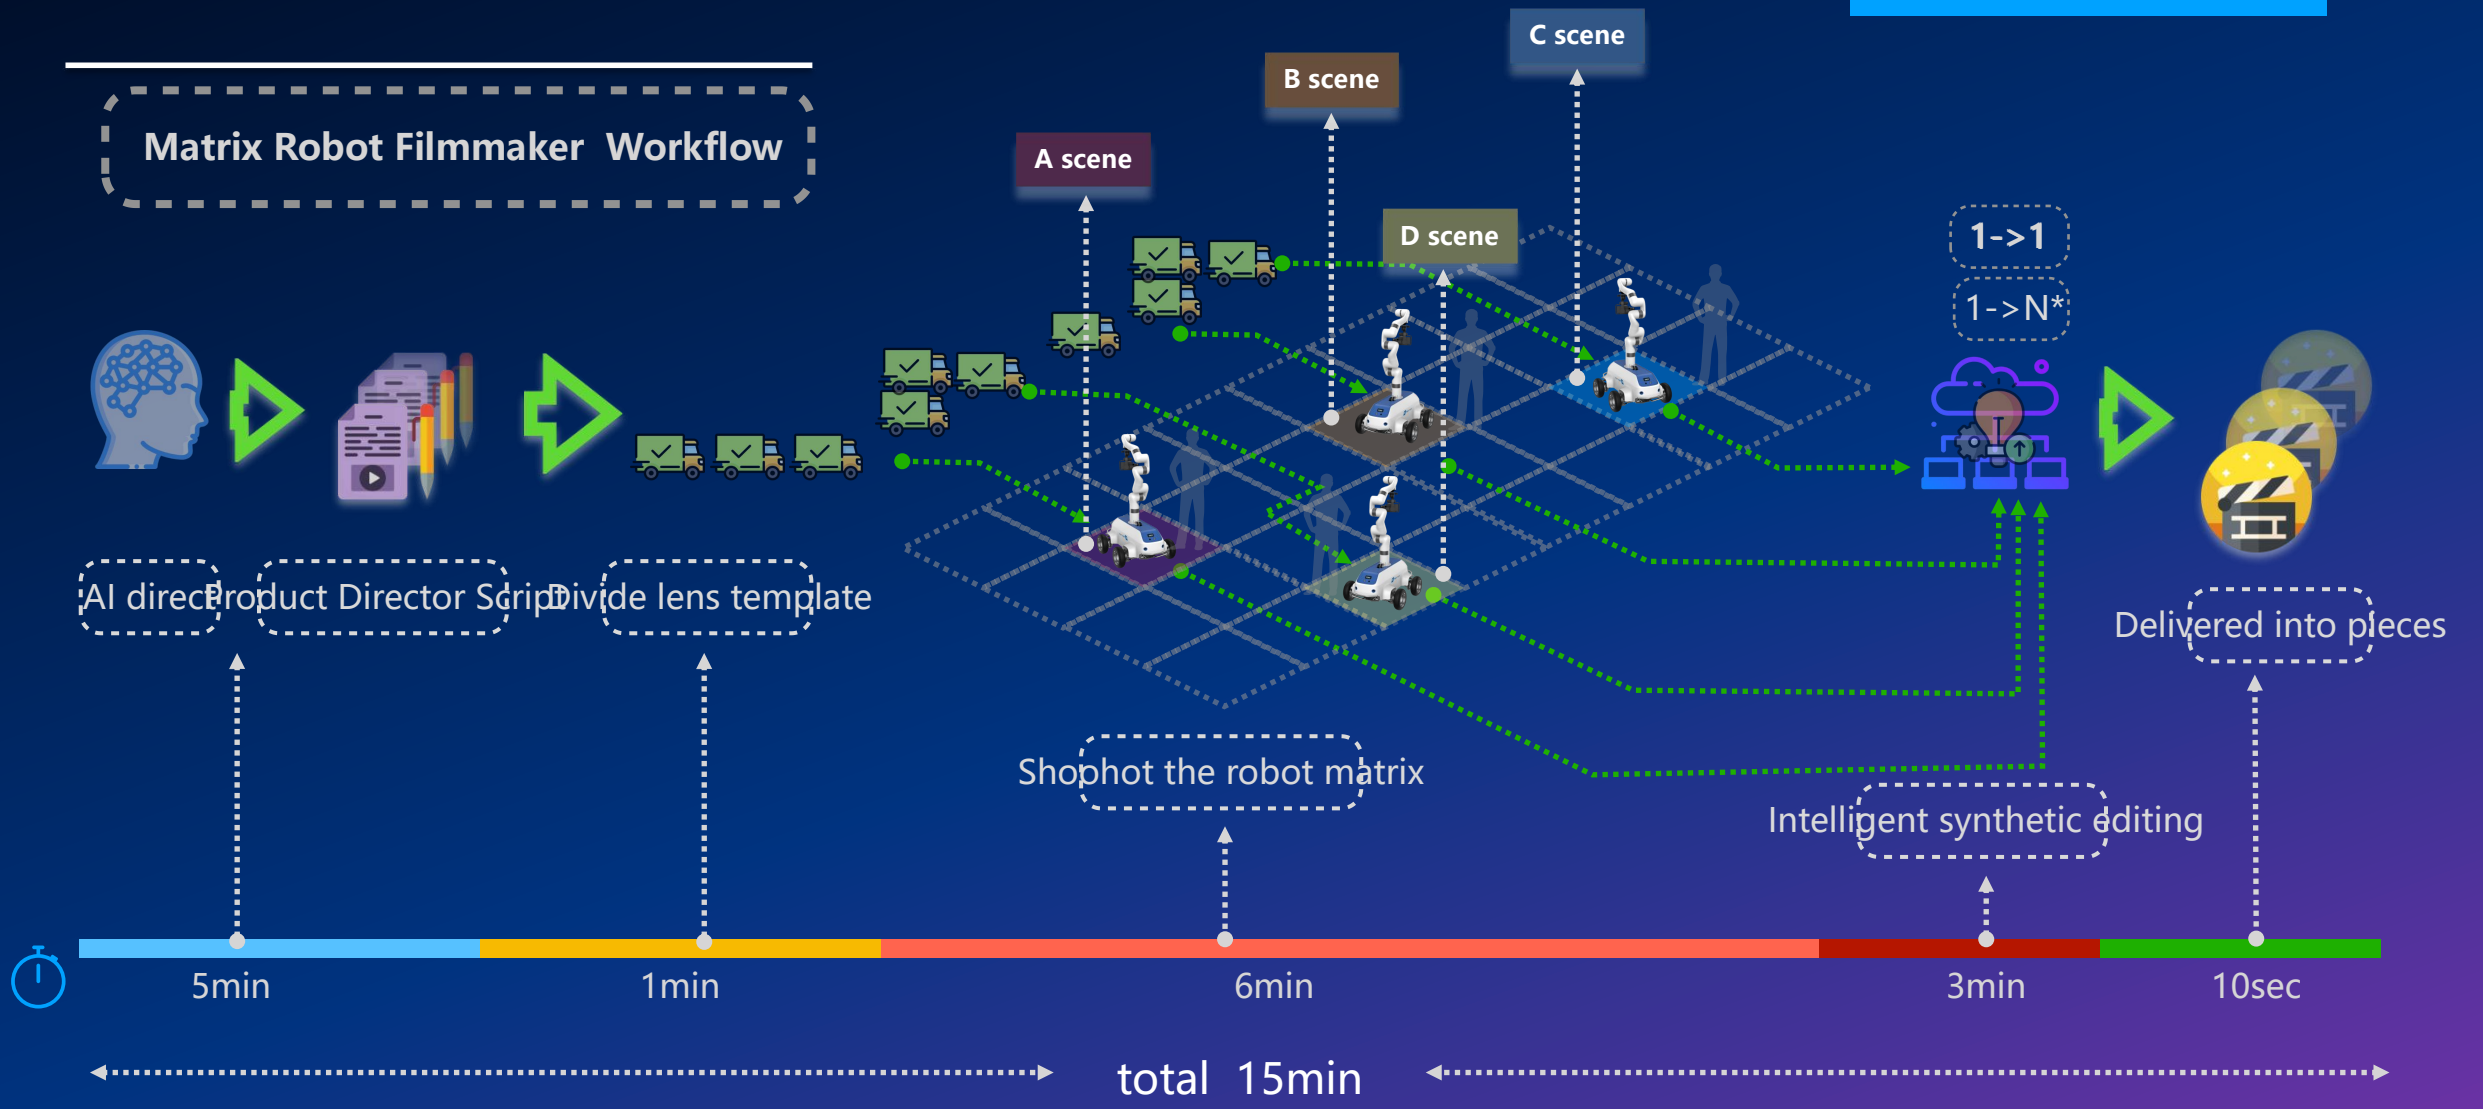 Matrix Robot Filmmaker Workflow
A scene
B scene
C scene
D scene
1->1
1->N*
AI direct
Product Director Script
Divide lens template
Shoohot the robot matrix
Intelligent synthetic editing
Delivered into pieces
5min
1min
6min
3min
10sec
total 15min